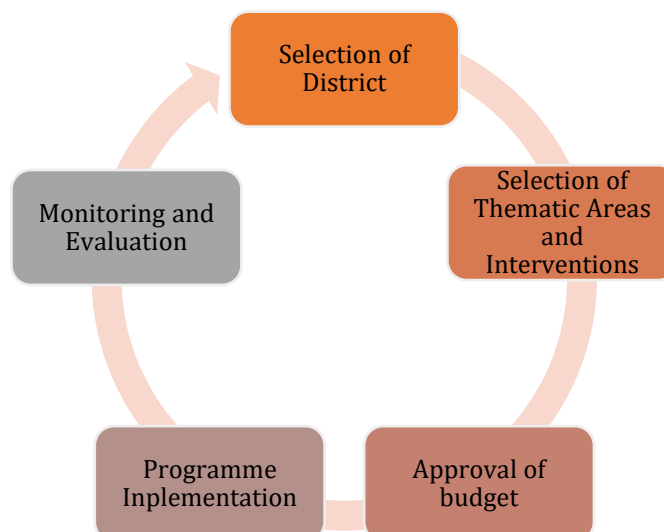 Selection of
District
Selection of
Thematic Areas
and
Interventions
Approval of
budget
Programme
Inplementation
Monitoring and
Evaluation